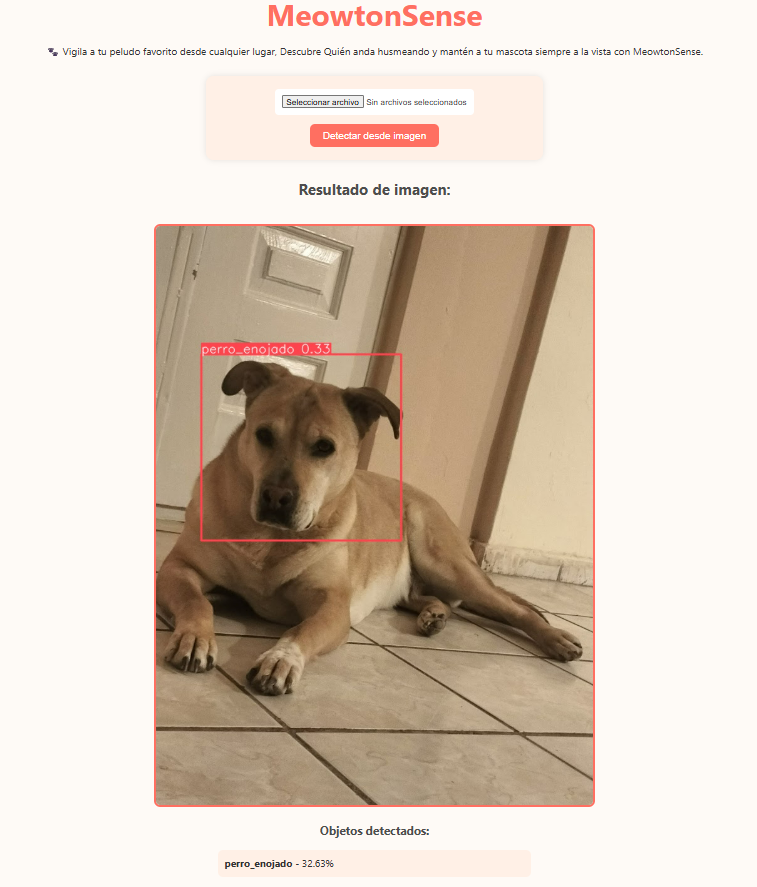 MeowtonSense
🐾 Vigila a tu peludo favorito desde cualquier lugar, Descubre Quién anda husmeando y mantén a tu mascota siempre a la vista con MeowtonSense.
Seleccionar archivo Sin archivos seleccionados
Detectar desde imagen
Resultado de imagen:
perro_enojado 0.33
Objetos detectados:
perro_enojado - 32.63%